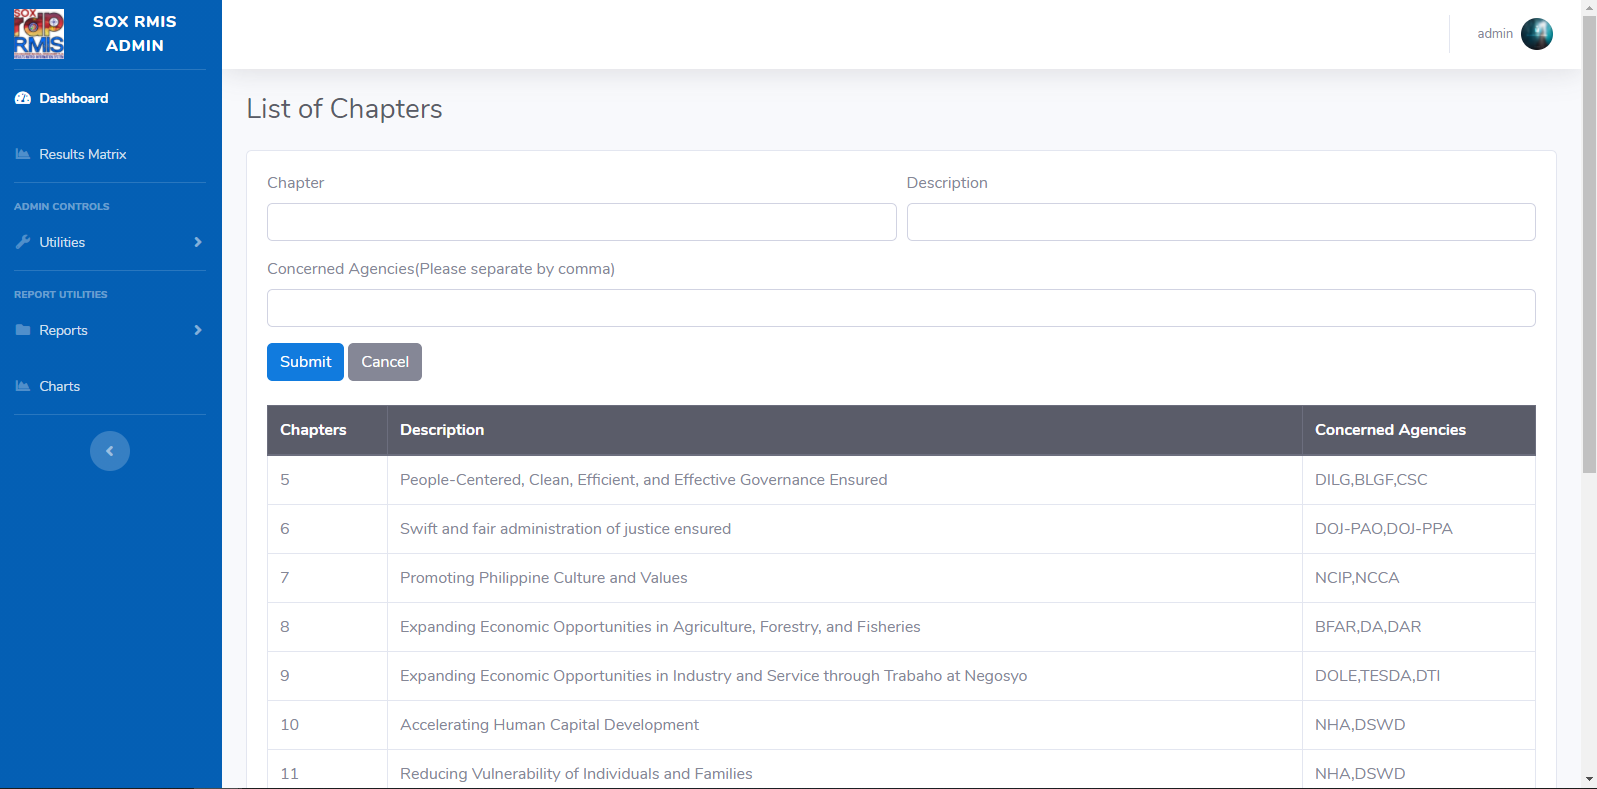 SOX
rdP
RMIS
SOX RMIS
ADMIN
admin
Dashboard
Results Matrix
ADMIN CONTROLS
Utilities
REPORT UTILITIES
Reports
Charts
List of Chapters
Chapter Description
Concerned Agencies(Please separate by comma)
Submit Cancel
Chapters Description Concerned Agencies
5 People-Centered, Clean, Efficient, and Effective Governance Ensured DILG,BLGF,CSC
6 Swift and fair administration of justice ensured DOJ-PAO,DOJ-PPA
7 Promoting Philippine Culture and Values NCIP,NCCA
8 Expanding Economic Opportunities in Agriculture, Forestry, and Fisheries BFAR,DA,DAR
9 Expanding Economic Opportunities in Industry and Service through Trabaho at Negosyo DOLE,TESDA,DTI
10 Accelerating Human Capital Development NHA,DSWD
11 Reducing Vulnerability of Individuals and Families NHA,DSWD